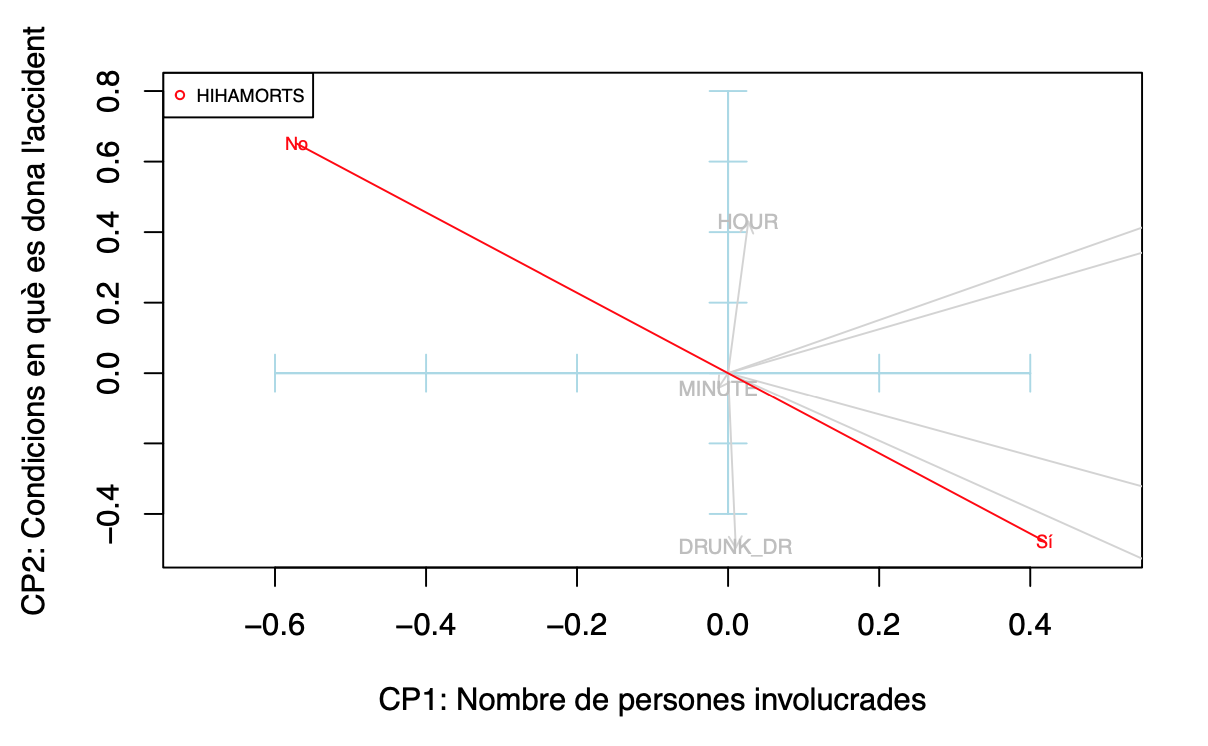 CP2: Condicions en què es dona l'accident
0.8
0.6
0.4
0.2
0.0
−0.4
HIHAMORTS
No
HOUR
MINUTE
DRUNK_DR
Sí
−0.6 −0.4 −0.2 0.0 0.2 0.4
CP1: Nombre de persones involucrades